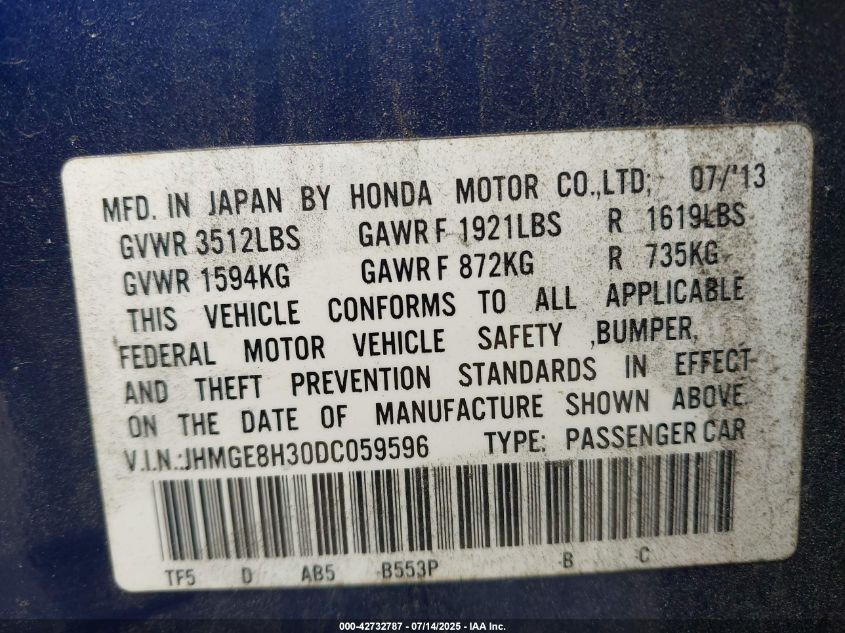 MFD. IN JAPAN BY HONDA MOTOR CO.,LTD; 07/'13
GVWR 3512LBS GAWR F 1921LBS R 1619LBS
GVWR 1594KG GAWR F 872KG R 735KG
THIS VEHICLE CONFORMS TO ALL APPLICABLE
FEDERAL MOTOR VEHICLE SAFETY ,BUMPER,
AND THEFT PREVENTION STANDARDS IN EFFECT
ON THE DATE OF MANUFACTURE SHOWN ABOVE.
V.I.N.:JHMGE8H30DC059596 TYPE: PASSENGER CAR
TF5 D AB5 -B553P -B -C
000-42732787 - 07/14/2025 - IAA Inc.